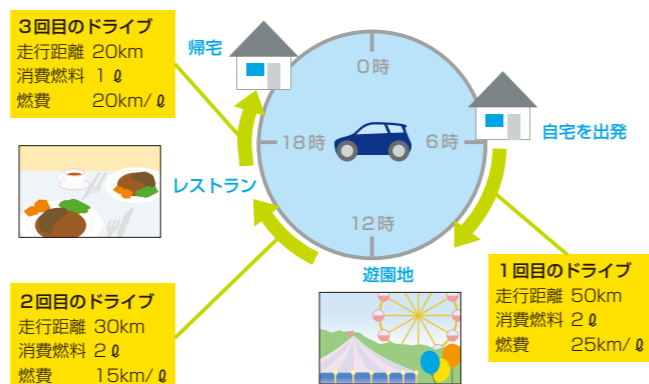 3回目のドライブ
走行距離 20km
消費燃料 1ℓ
燃費 20km/ℓ
帰宅
0時
自宅を出発
18時
6時
レストラン
12時
遊園地
1回目のドライブ
走行距離 50km
消費燃料 2ℓ
燃費 25km/ℓ
2回目のドライブ
走行距離 30km
消費燃料 2ℓ
燃費 15km/ℓ